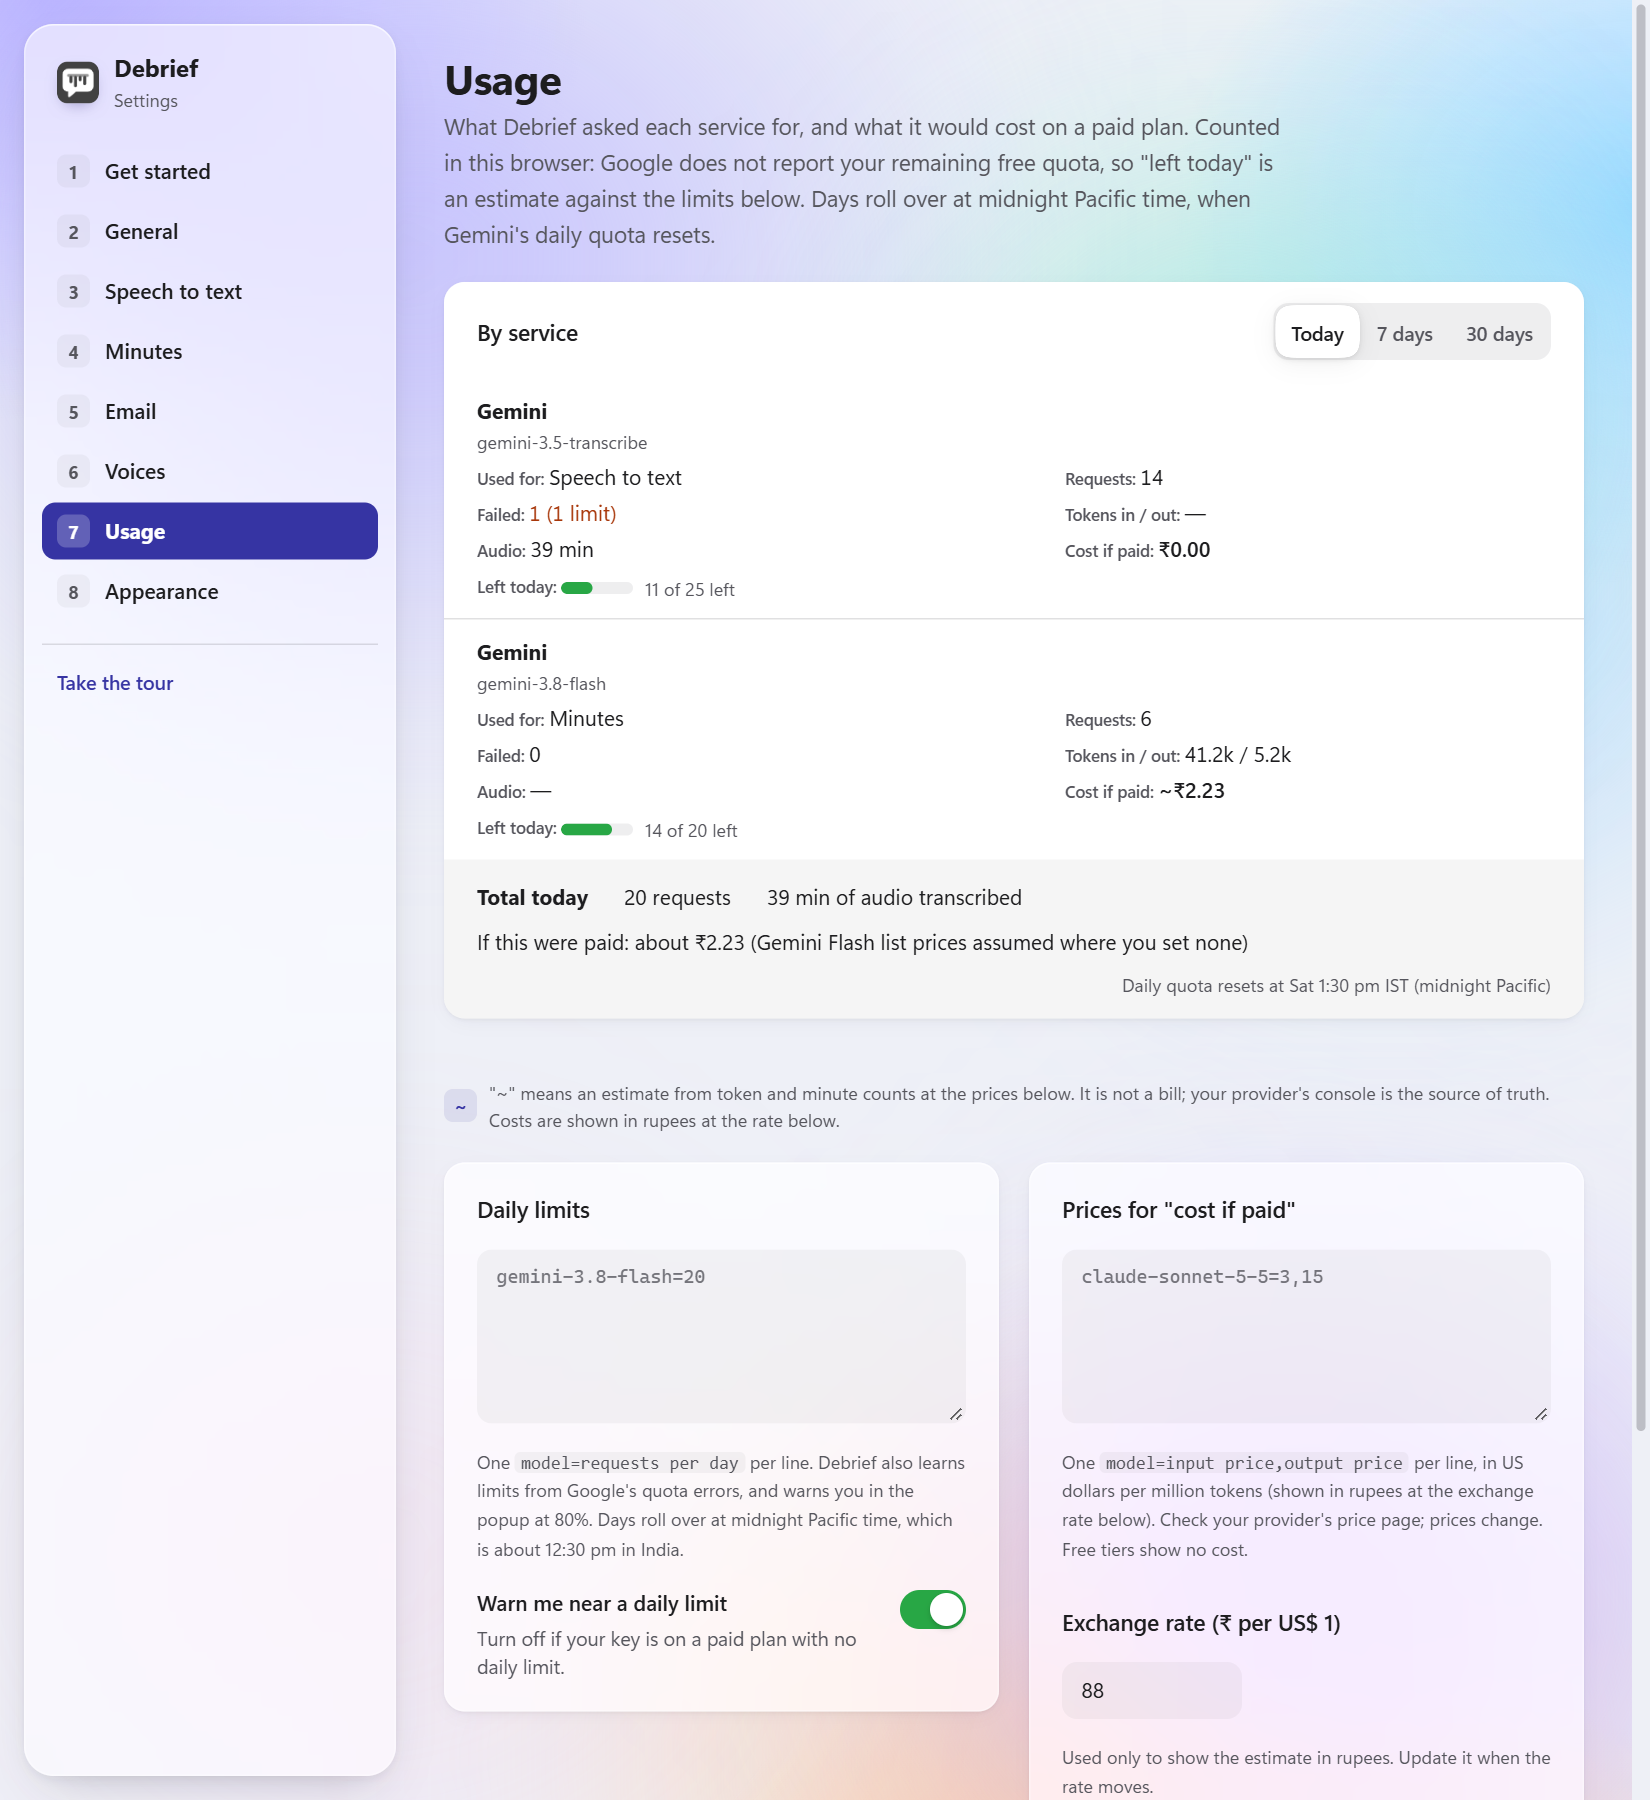 Debrief
Settings
1 Get started
2 General
3 Speech to text
4 Minutes
5 Email
6 Voices
7 Usage
8 Appearance
Take the tour
Usage
What Debrief asked each service for, and what it would cost on a paid plan. Counted
in this browser: Google does not report your remaining free quota, so "left today" is
an estimate against the limits below. Days roll over at midnight Pacific time, when
Gemini's daily quota resets.
By service
Today 7 days 30 days
Gemini
gemini-3.5-transcribe
Used for: Speech to text
Requests: 14
Failed: 1 (1 limit)
Tokens in / out: —
Audio: 39 min
Cost if paid: ₹0.00
Left today: 11 of 25 left
Gemini
gemini-3.8-flash
Used for: Minutes
Requests: 6
Failed: 0
Tokens in / out: 41.2k / 5.2k
Audio: —
Cost if paid: ~₹2.23
Left today: 14 of 20 left
Total today 20 requests 39 min of audio transcribed
If this were paid: about ₹2.23 (Gemini Flash list prices assumed where you set none)
Daily quota resets at Sat 1:30 pm IST (midnight Pacific)
~ "~" means an estimate from token and minute counts at the prices below. It is not a bill; your provider's console is the source of truth.
Costs are shown in rupees at the rate below.
Daily limits
gemini-3.8-flash=20
One model=requests per day per line. Debrief also learns
limits from Google's quota errors, and warns you in the
popup at 80%. Days roll over at midnight Pacific time, which
is about 12:30 pm in India.
Warn me near a daily limit
Turn off if your key is on a paid plan with no
daily limit.
Prices for "cost if paid"
claude-sonnet-5-5=3,15
One model=input price,output price per line, in US
dollars per million tokens (shown in rupees at the exchange
rate below). Check your provider's price page; prices change.
Free tiers show no cost.
Exchange rate (₹ per US$ 1)
88
Used only to show the estimate in rupees. Update it when the
rate moves.